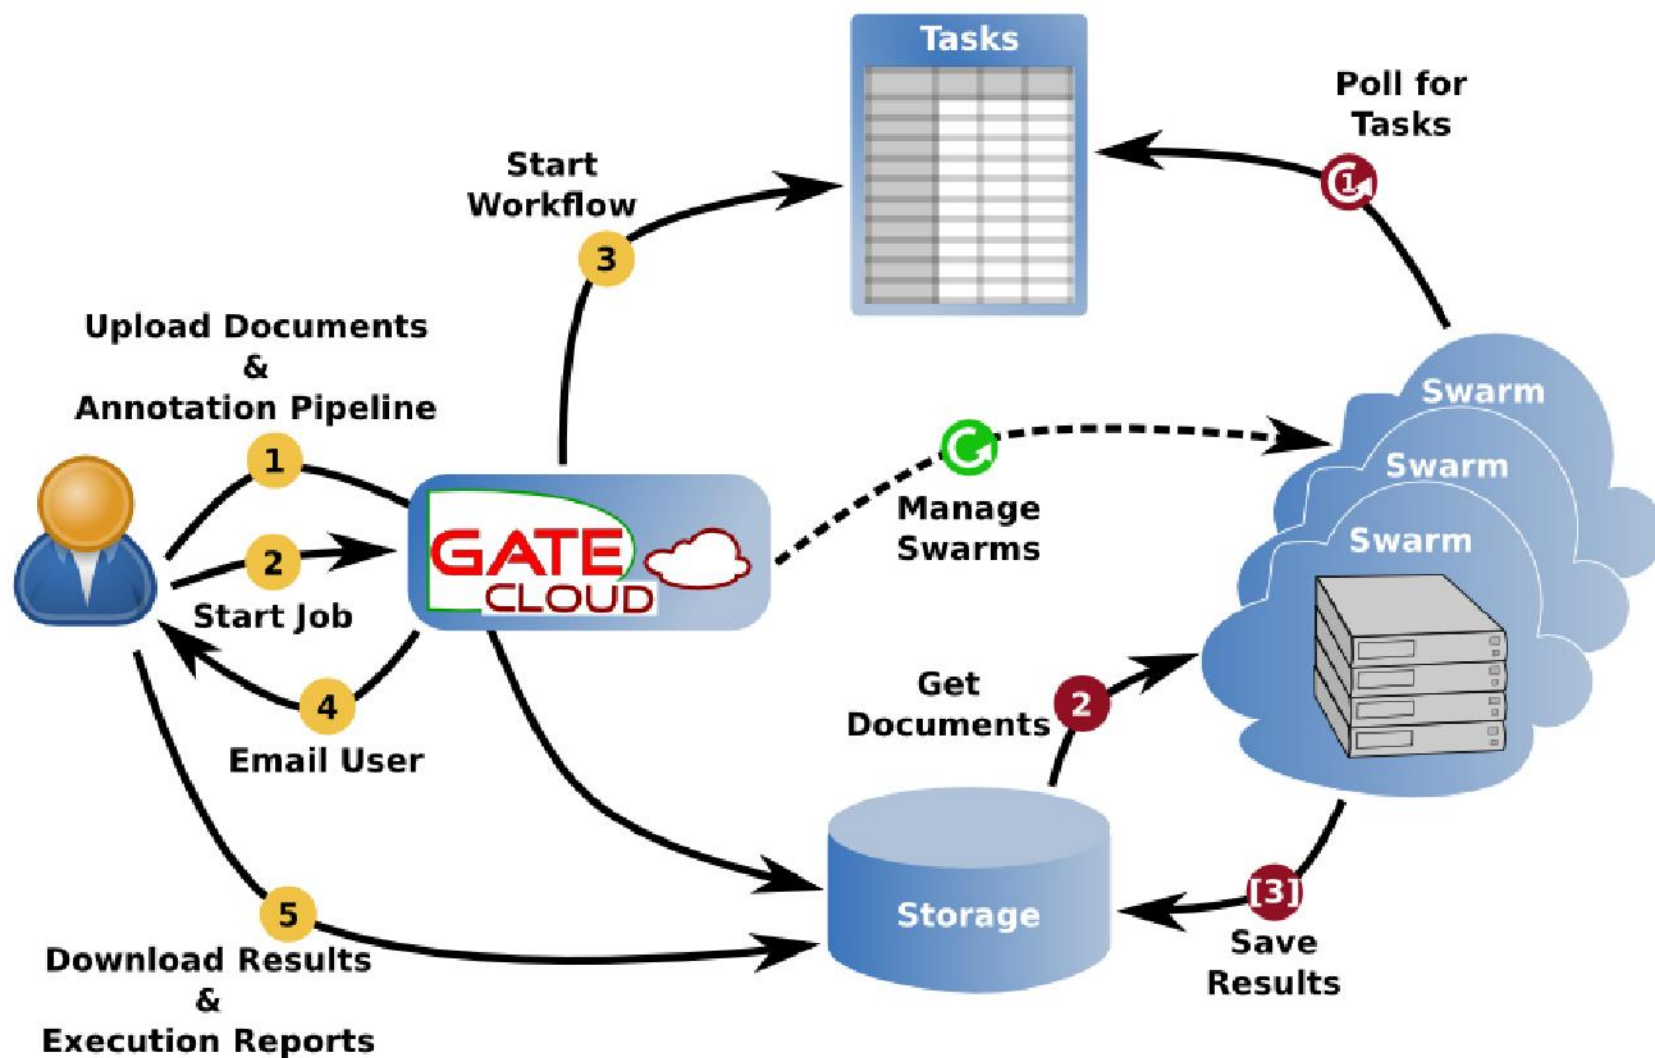 Tasks
Poll for
Tasks
1
Start
Workflow
3
Upload Documents
&
Annotation Pipeline
1
2
Start Job
GATE
CLOUD
Manage
Swarms
Swarm
Swarm
Swarm
4
Email User
Get
Documents
2
Storage
[3]
Save
Results
5
Download Results
&
Execution Reports